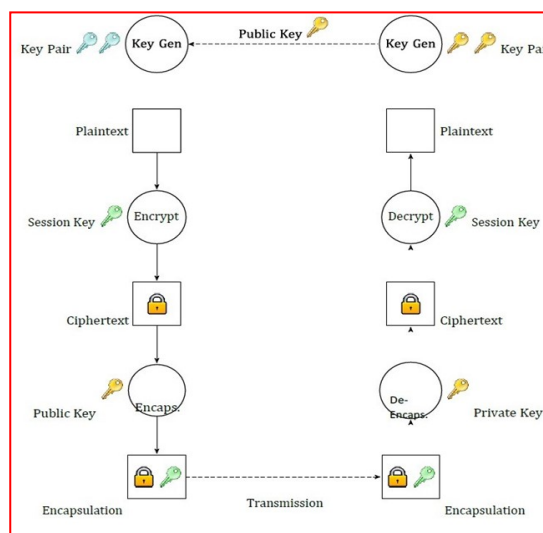 Key Pair
Key Gen
Public Key
Key Gen
Key Pai
Plaintext
Plaintext
Session Key
Encrypt
Decrypt
Session Key
Ciphertext
Ciphertext
Public Key
Encaps.
De-
Encaps.
Private Key
Encapsulation
Transmission
Encapsulation